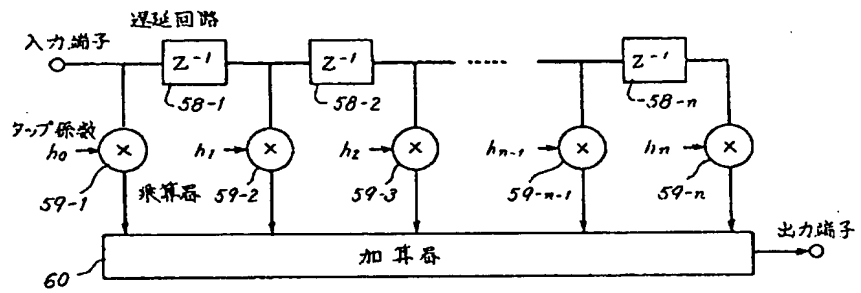 遅延回路
入力端子
Z⁻¹
Z⁻¹
......
Z⁻¹
58-1
58-2
58-n
タップ係数
h₀
×
h₁
×
h₂
×
hₙ₋₁
×
hₙ
×
59-1
乗算器
59-2
59-3
59-n-1
59-n
出力端子
加算器
60